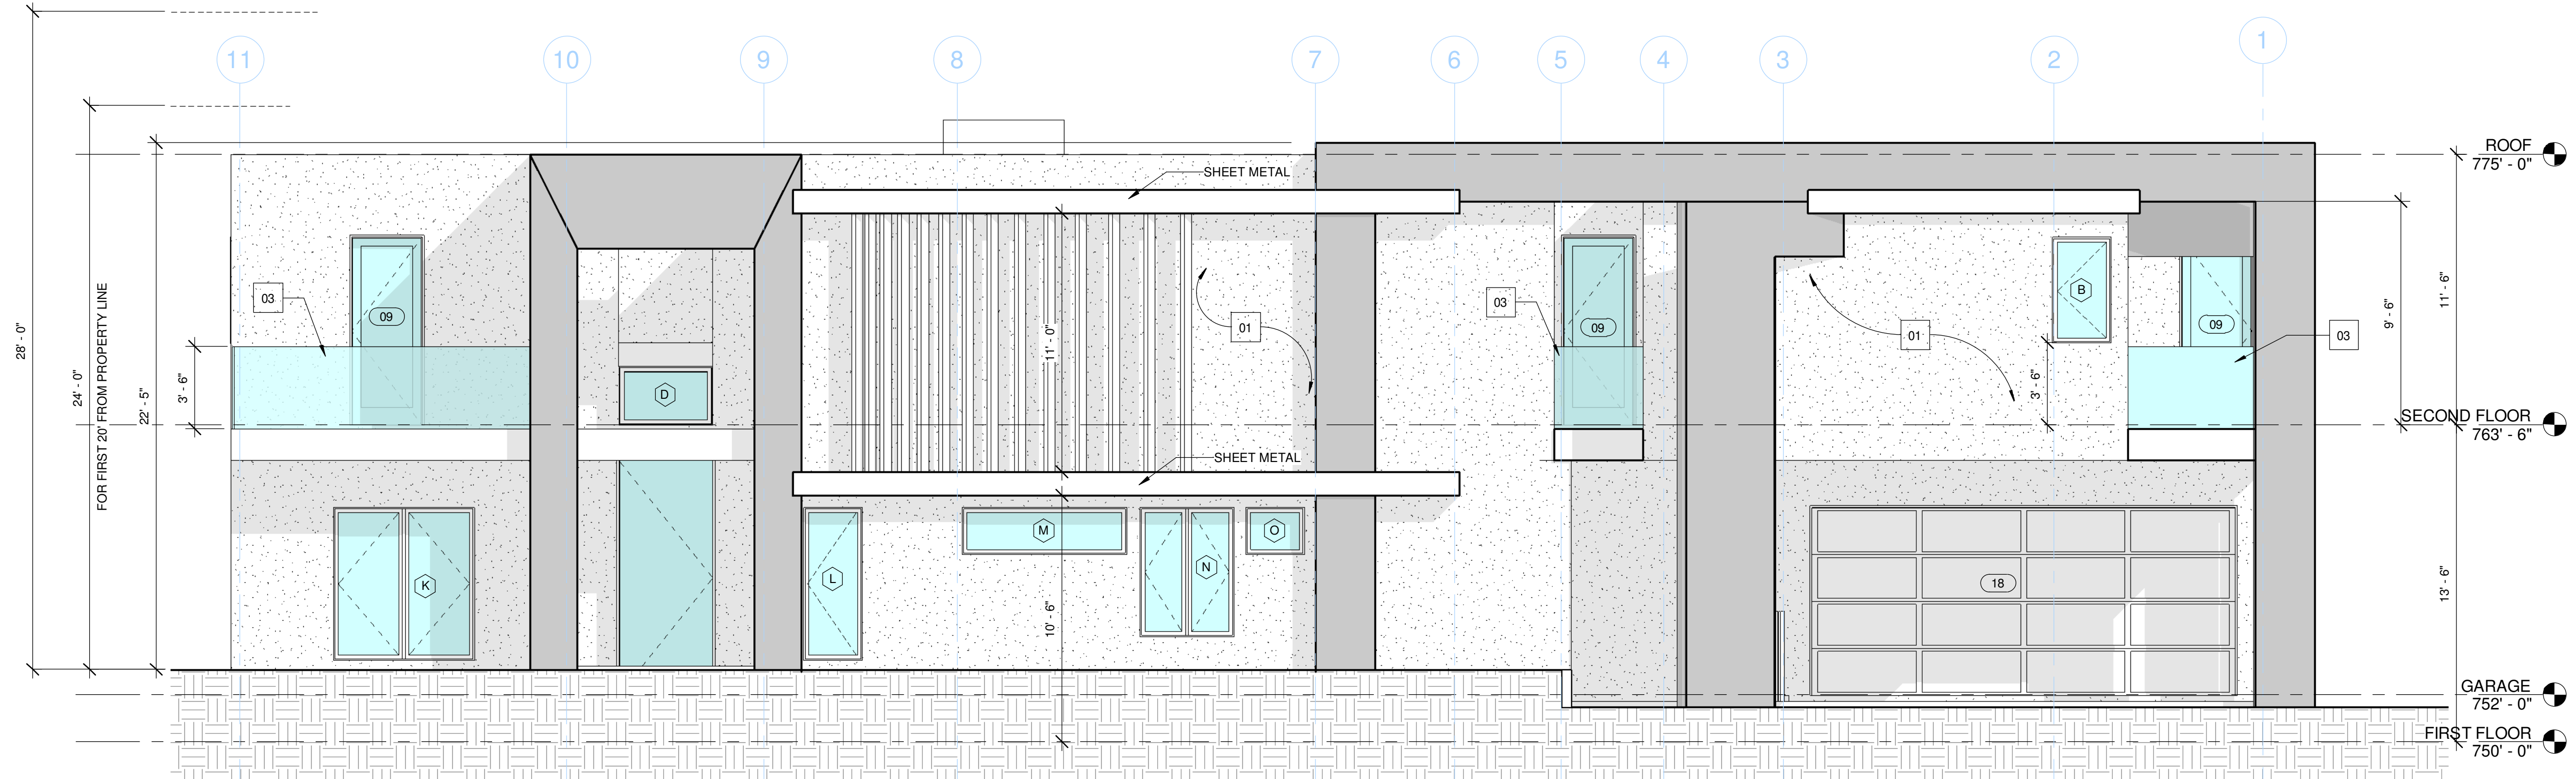 11
10
9
8
7
6
5
4
3
2
1
28' - 0"
24' - 0"
FOR FIRST 20' FROM PROPERTY LINE
22' - 5"
3' - 6"
03
09
D
K
SHEET METAL
11' - 0"
01
SHEET METAL
L
M
N
O
10' - 6"
03
09
01
B
3' - 6"
09
03
18
9' - 6"
11' - 6"
13' - 6"
ROOF
775' - 0"
SECOND FLOOR
763' - 6"
GARAGE
752' - 0"
FIRST FLOOR
750' - 0"